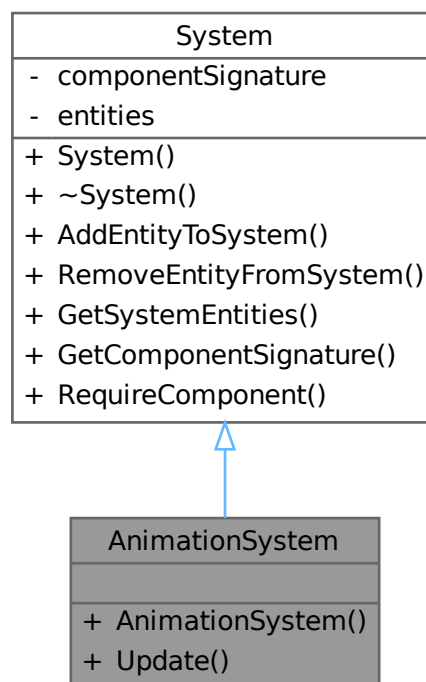 System
- componentSignature
- entities
+ System()
+ ~System()
+ AddEntityToSystem()
+ RemoveEntityFromSystem()
+ GetSystemEntities()
+ GetComponentSignature()
+ RequireComponent()
AnimationSystem
+ AnimationSystem()
+ Update()